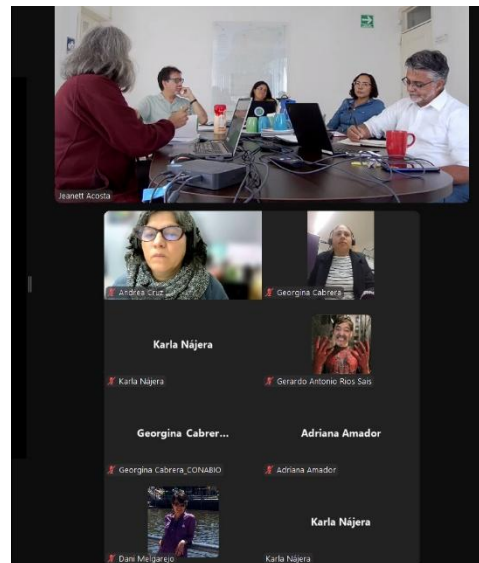 Jeanett Acosta
Andrea Cruz
Georgina Cabrera
Karla Nájera
Karla Nájera
Gerardo Antonio Rios Sais
Georgina Cabrer...
Adriana Amador
Georgina Cabrera_CONABIO
Adriana Amador
Karla Nájera
Dani Melgarejo
Karla Nájera